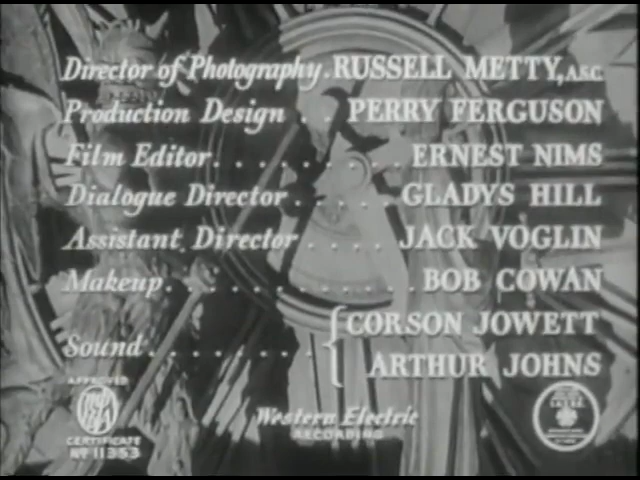 Director of Photography. RUSSELL METTY, A.S.C.
Production Design . . PERRY FERGUSON
Film Editor. . . . . . . . . ERNEST NIMS
Dialogue Director . . . . . GLADYS HILL
Assistant Director . . . . JACK VOGLIN
Makeup. . . . . . . . . . . . BOB COWAN
Sound. . . . . . . { CORSON JOWETT
ARTHUR JOHNS
APPROVED
CERTIFICATE
Nº 11353
Western Electric
RECORDING